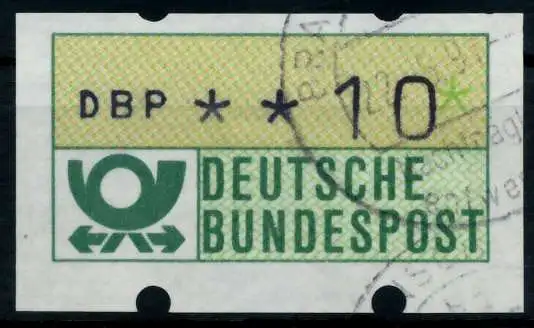 DBP ** 10*
DEUTSCHE
BUNDESPOST